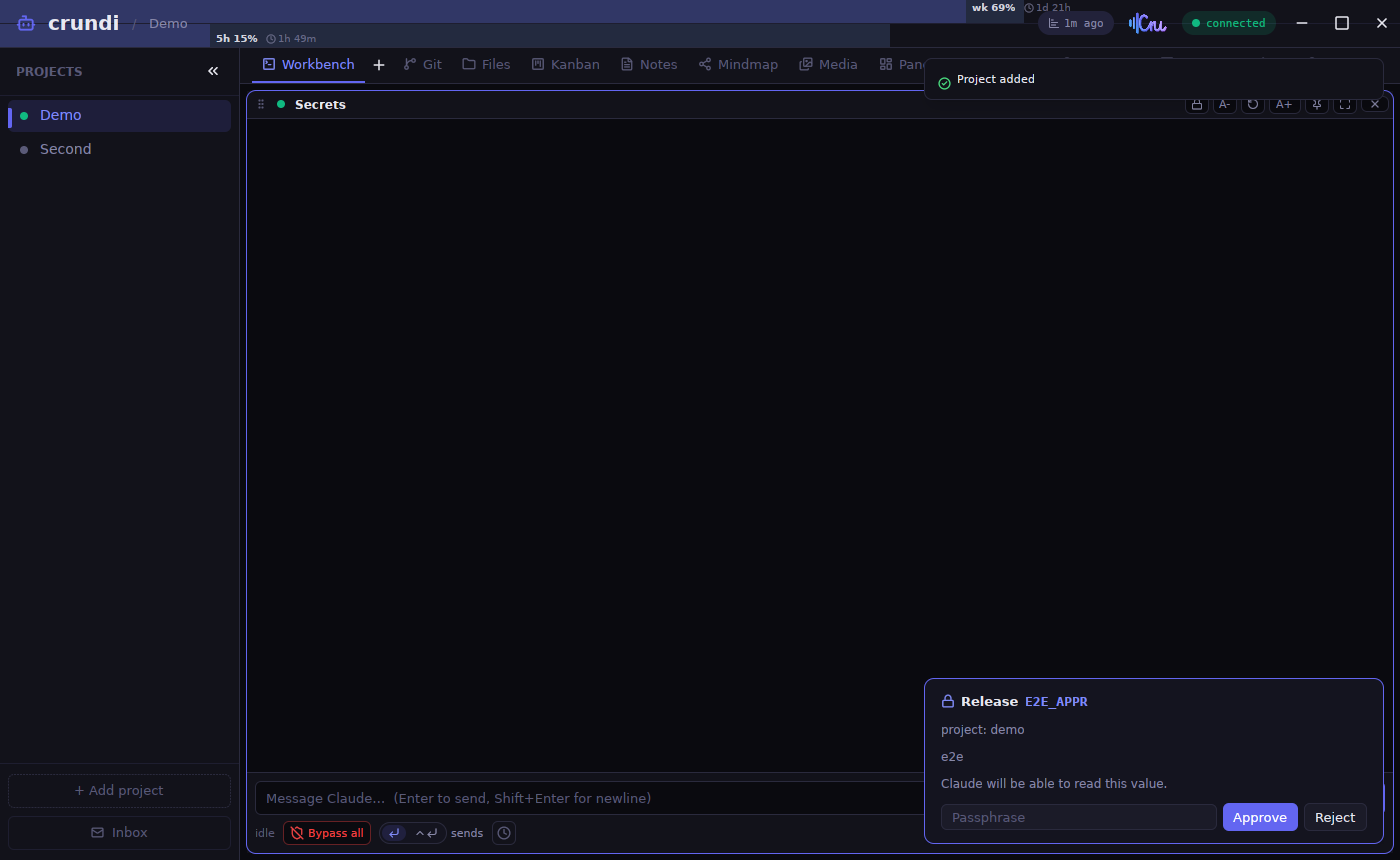 crundi / Demo
wk 69% 1d 21h
5h 15% 1h 49m
1m ago
connected
PROJECTS
Workbench
Git
Files
Kanban
Notes
Mindmap
Media
Project added
Demo
Second
Secrets
A-
A+
Release E2E_APPR
project: demo
e2e
Claude will be able to read this value.
Passphrase
Approve
Reject
Message Claude… (Enter to send, Shift+Enter for newline)
idle
Bypass all
sends
+ Add project
Inbox